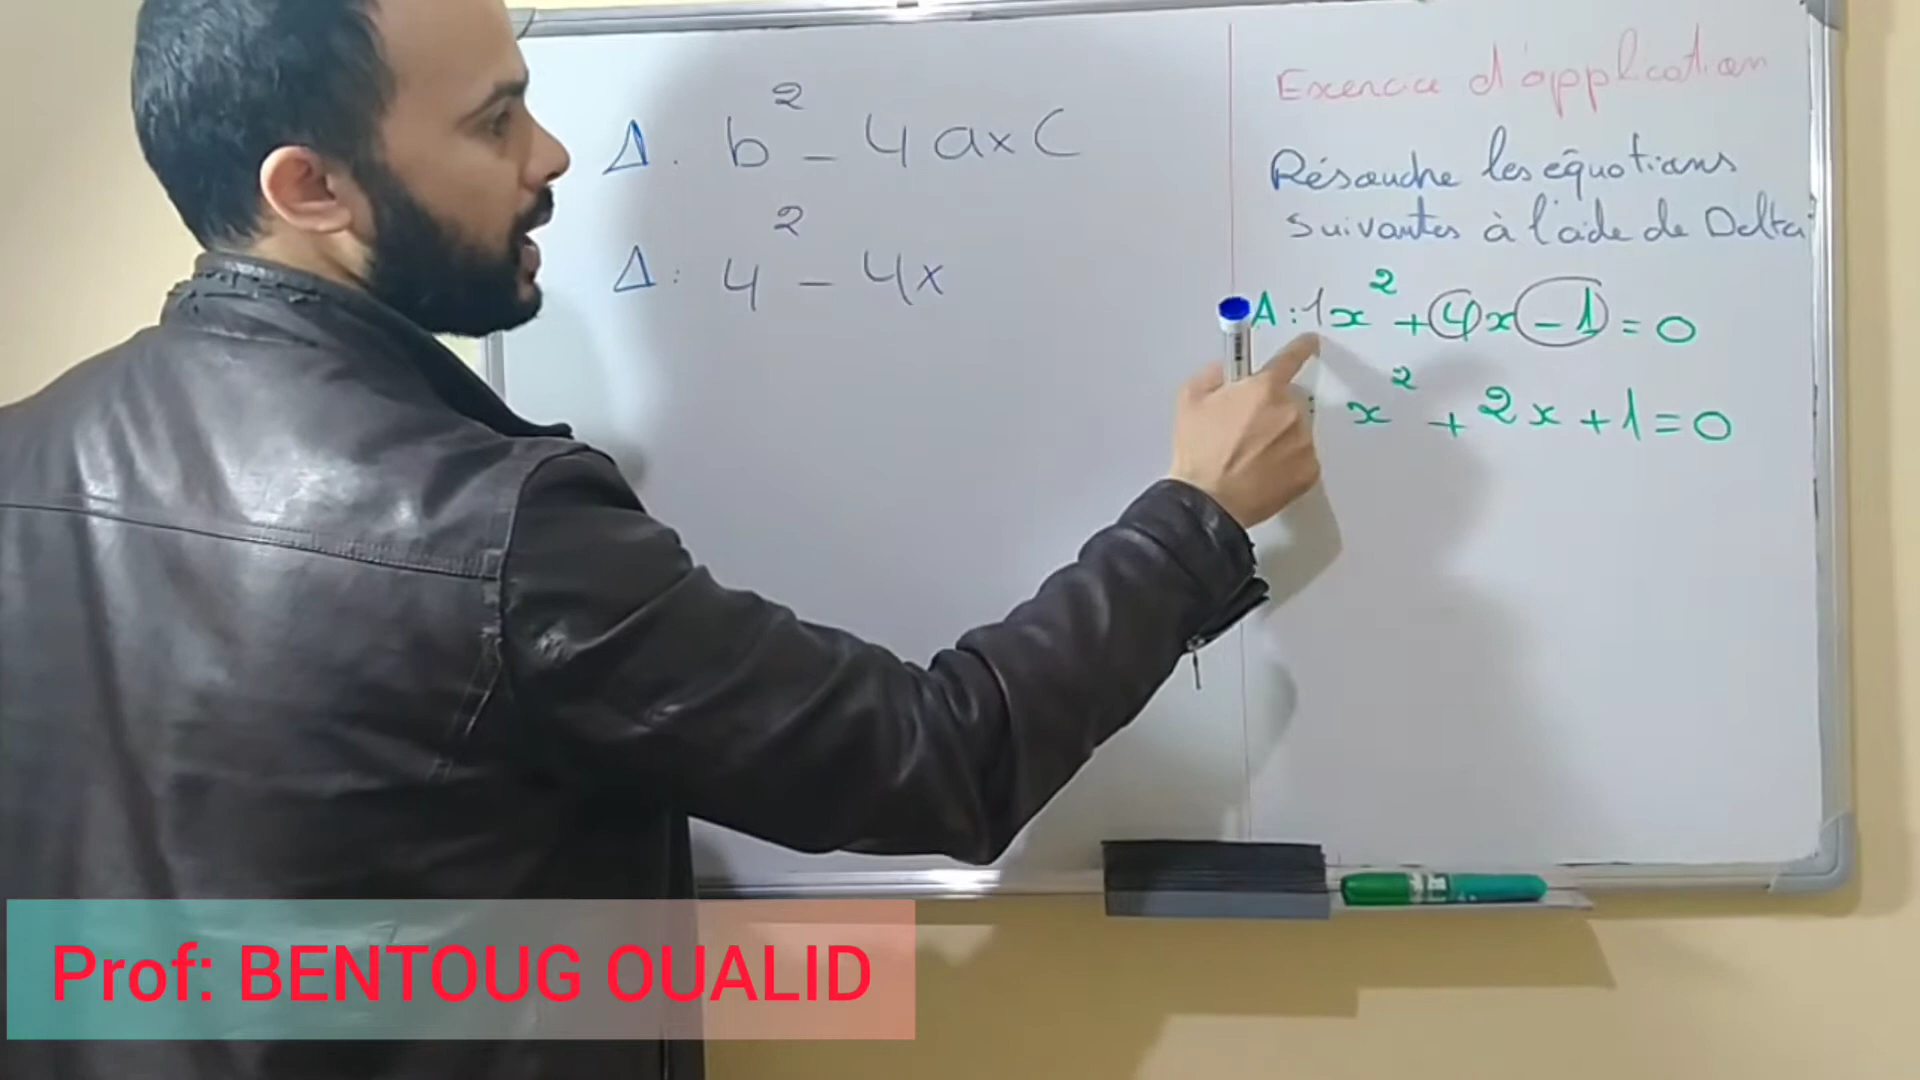 Δ. b² - 4 a x C
Δ: 4² - 4x
Exercice d'application
Résoudre les équations
suivantes à l'aide de Delta
A: 1x² + 4x - 1 = 0
: x² + 2x + 1 = 0
Prof: BENTOUG OUALID